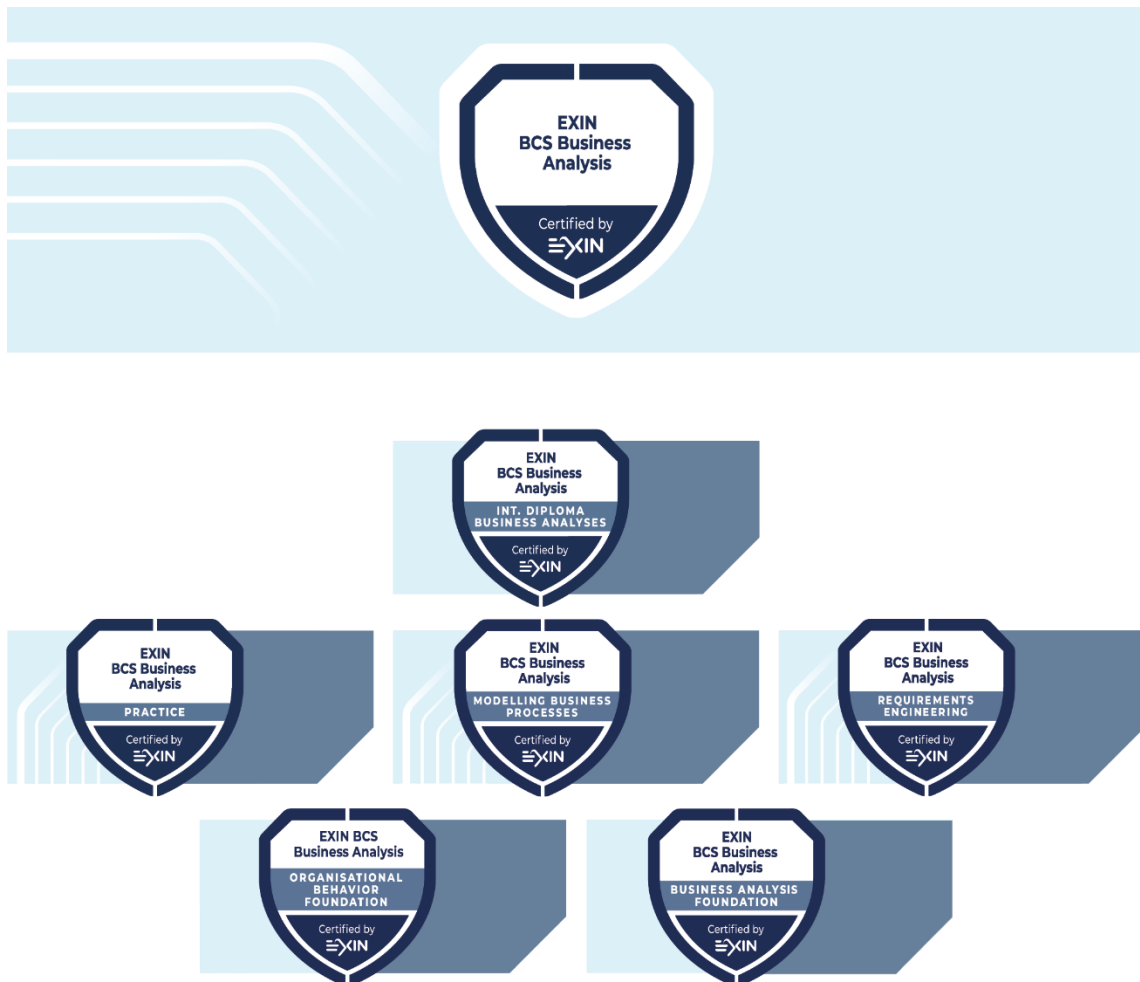 EXIN
BCS Business
Analysis
Certified by
EXIN
EXIN
BCS Business
Analysis
INT. DIPLOMA
BUSINESS ANALYSES
Certified by
EXIN
EXIN
BCS Business
Analysis
PRACTICE
Certified by
EXIN
EXIN
BCS Business
Analysis
MODELLING BUSINESS
PROCESSES
Certified by
EXIN
EXIN
BCS Business
Analysis
REQUIREMENTS
ENGINEERING
Certified by
EXIN
EXIN BCS
Business Analysis
ORGANISATIONAL
BEHAVIOR
FOUNDATION
Certified by
EXIN
EXIN
BCS Business
Analysis
BUSINESS ANALYSIS
FOUNDATION
Certified by
EXIN